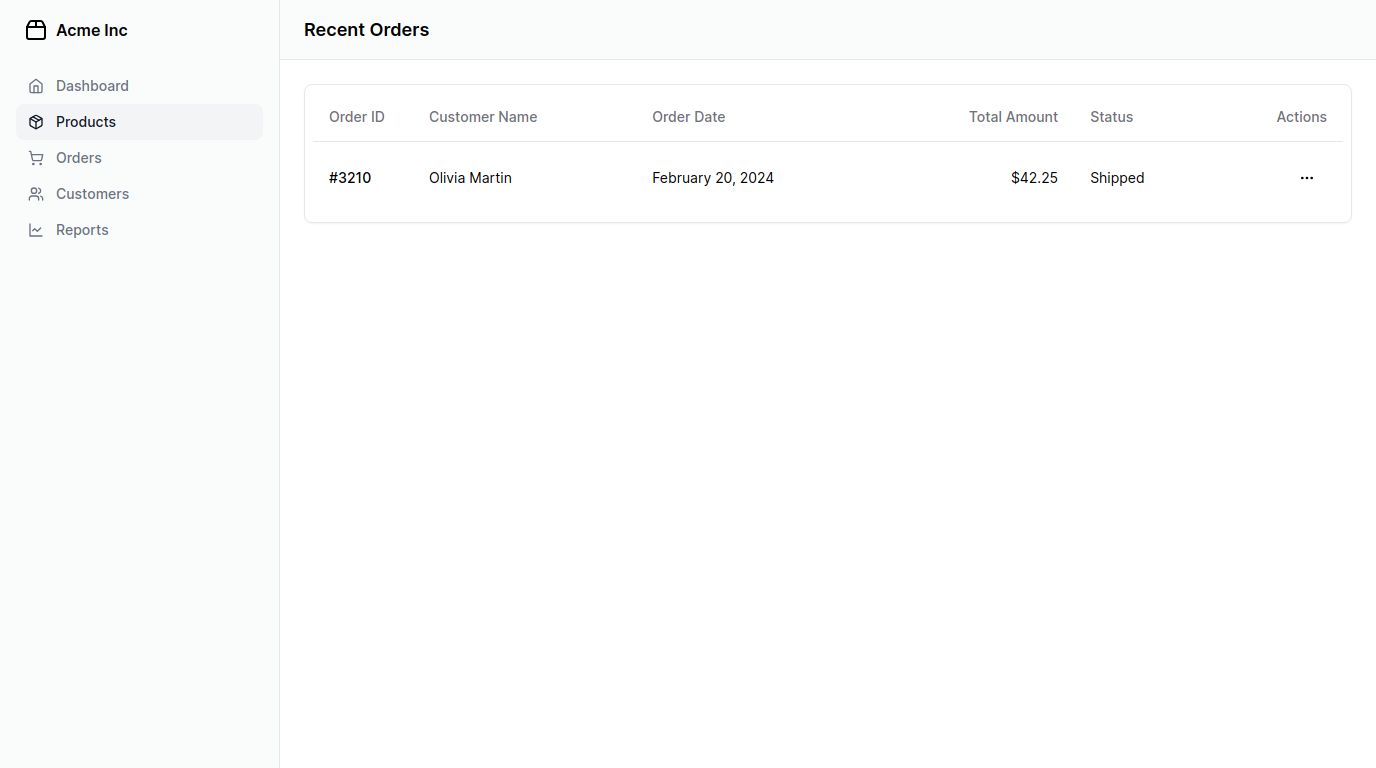 Acme Inc
Dashboard
Products
Orders
Customers
Reports
Recent Orders
Order ID Customer Name Order Date Total Amount Status Actions
#3210 Olivia Martin February 20, 2024 $42.25 Shipped ...